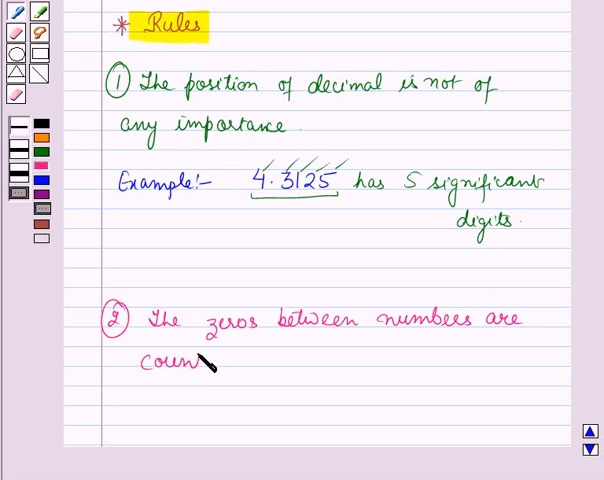 * Rules
① The position of decimal is not of
any importance.
Example:- 4.3125 has 5 significant
digits.
② The zeros between numbers are
coun